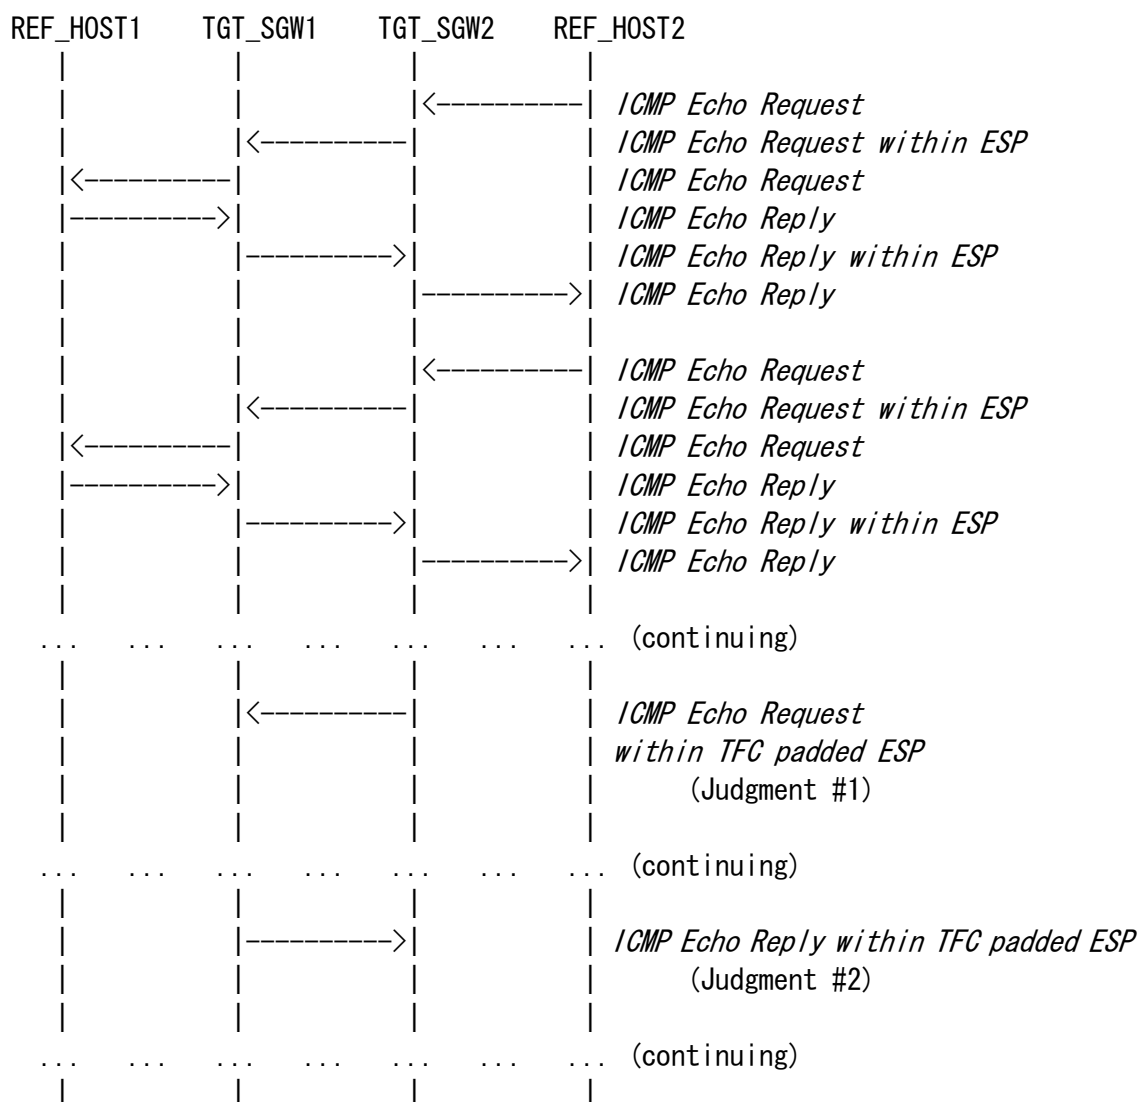 REF_HOST1 TGT_SGW1 TGT_SGW2 REF_HOST2
| | | |
| | |<----------| ICMP Echo Request
| |<----------| | ICMP Echo Request within ESP
|<----------| | | ICMP Echo Request
|---------->| | | ICMP Echo Reply
| |---------->| | ICMP Echo Reply within ESP
| | |---------->| ICMP Echo Reply
| | | |
| | |<----------| ICMP Echo Request
| |<----------| | ICMP Echo Request within ESP
|<----------| | | ICMP Echo Request
|---------->| | | ICMP Echo Reply
| |---------->| | ICMP Echo Reply within ESP
| | |---------->| ICMP Echo Reply
| | | |
... ... ... ... ... ... ... (continuing)
| | | |
| |<----------| | ICMP Echo Request
| | | | within TFC padded ESP
| | | | (Judgment #1)
| | | |
... ... ... ... ... ... ... (continuing)
| | | |
| |---------->| | ICMP Echo Reply within TFC padded ESP
| | | | (Judgment #2)
| | | |
... ... ... ... ... ... ... (continuing)
| | | |